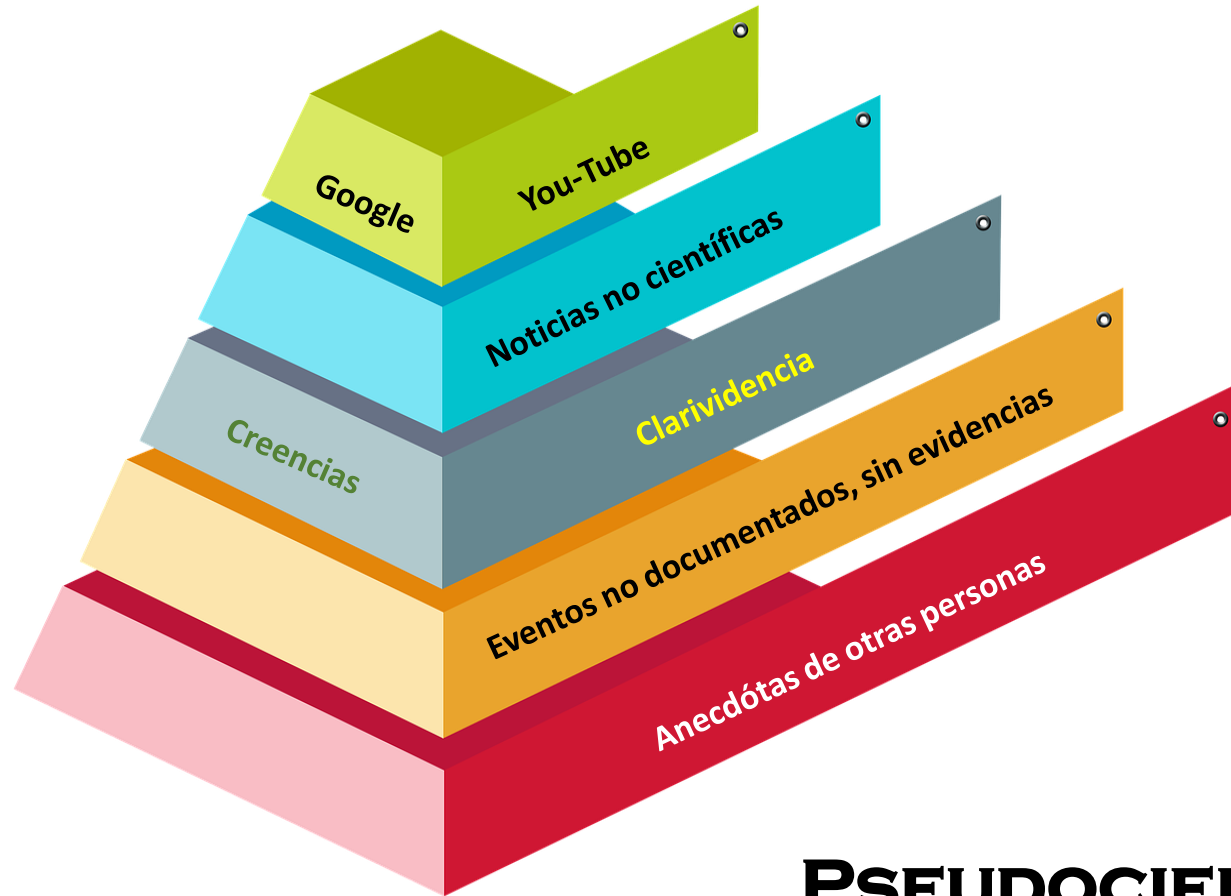 Google
You-Tube
Noticias no científicas
Creencias
Clarividencia
Eventos no documentados, sin evidencias
Anecdótas de otras personas